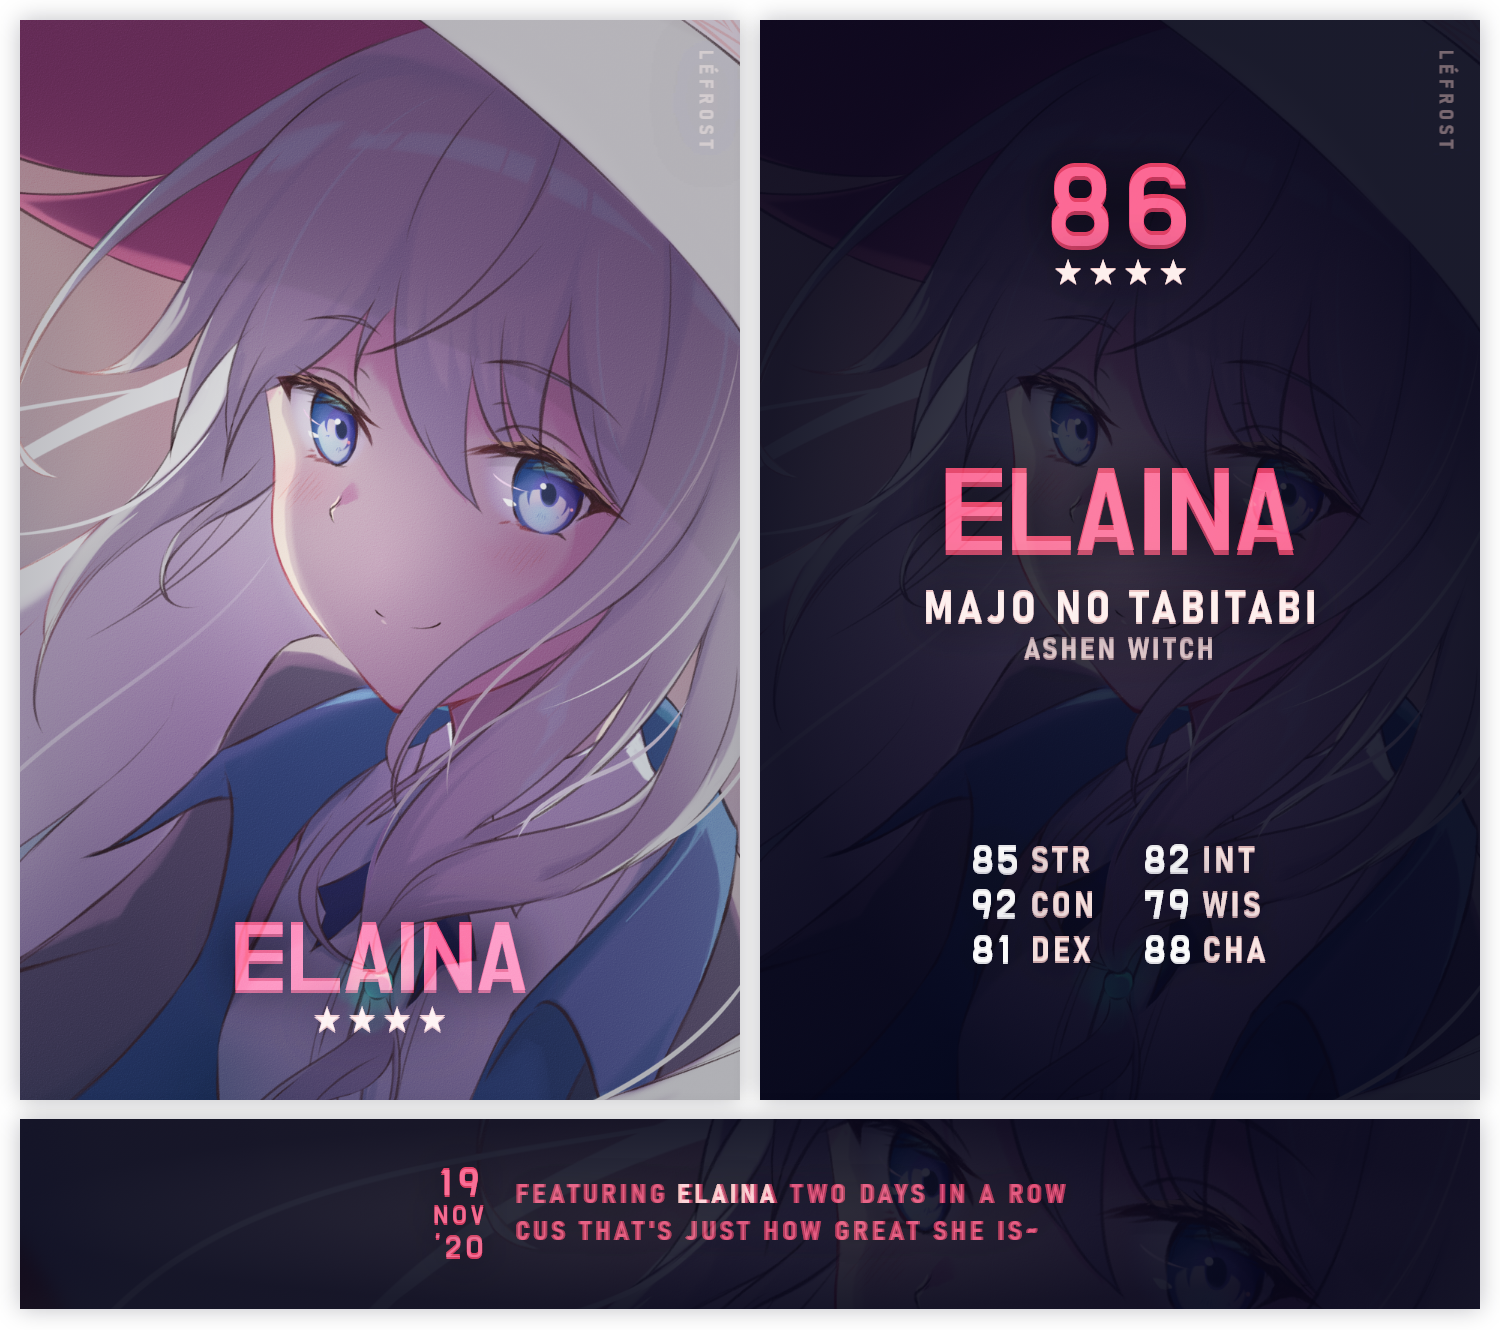 LÉFROST
ELAINA
★★★★
LÉFROST
86
★★★★
ELAINA
MAJO NO TABITABI
ASHEN WITCH
85 STR 82 INT
92 CON 79 WIS
81 DEX 88 CHA
19
NOV
'20
FEATURING ELAINA TWO DAYS IN A ROW
CUS THAT'S JUST HOW GREAT SHE IS~